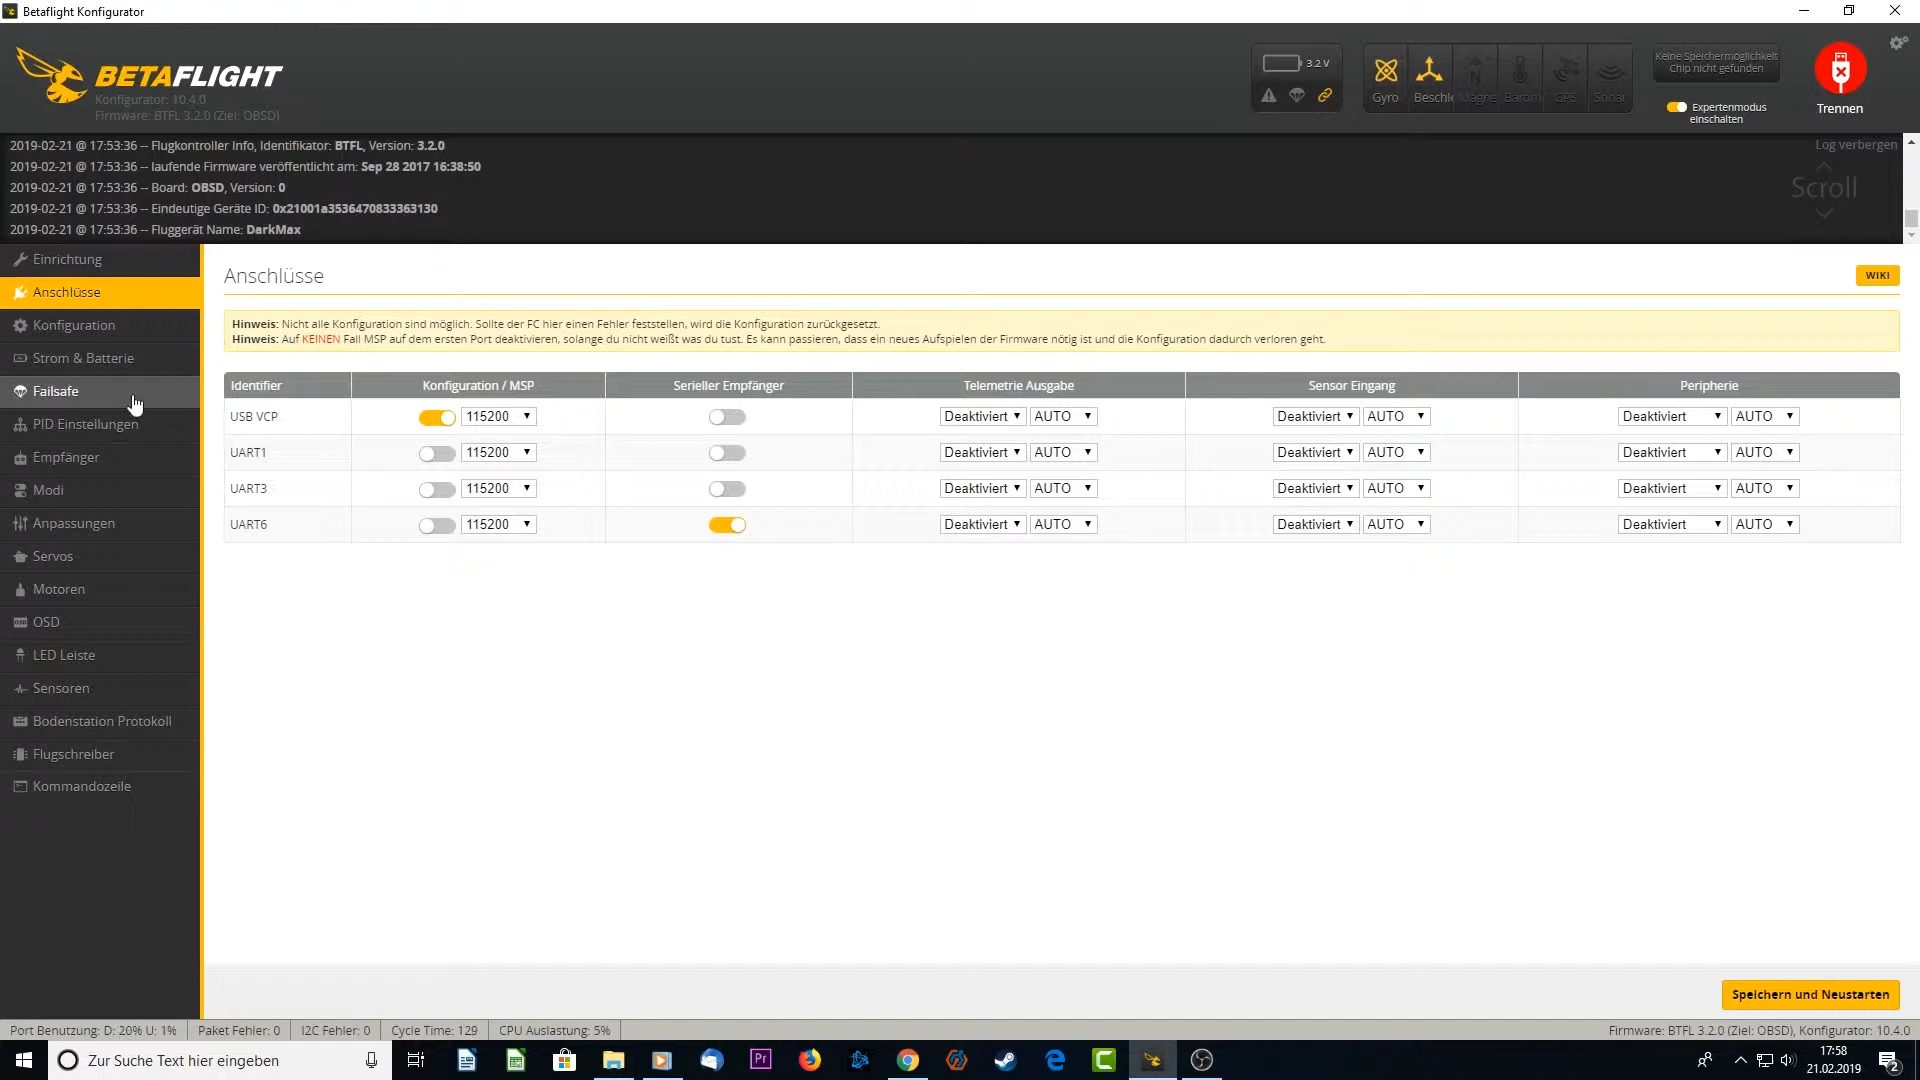 Betaflight Konfigurator
BETAFLIGHT
Konfigurator: 10.4.0
Firmware: BTFL 3.2.0 (Ziel: OBSD)
3.2 V
Gyro Beschle Magne Barom GPS Sonar
Keine Speichermöglichkeit
Chip nicht gefunden
Expertenmodus
einschalten
Trennen
2019-02-21 @ 17:53:36 -- Flugkontroller Info, Identifikator: BTFL, Version: 3.2.0
2019-02-21 @ 17:53:36 -- laufende Firmware veröffentlicht am: Sep 28 2017 16:38:50
2019-02-21 @ 17:53:36 -- Board: OBSD, Version: 0
2019-02-21 @ 17:53:36 -- Eindeutige Geräte ID: 0x21001a3536470833363130
2019-02-21 @ 17:53:36 -- Fluggerät Name: DarkMax
Log verbergen
Scroll
Einrichtung
Anschlüsse
Konfiguration
Strom & Batterie
Failsafe
PID Einstellungen
Empfänger
Modi
Anpassungen
Servos
Motoren
OSD
LED Leiste
Sensoren
Bodenstation Protokoll
Flugschreiber
Kommandozeile
Anschlüsse
WIKI
Hinweis: Nicht alle Konfiguration sind möglich. Sollte der FC hier einen Fehler feststellen, wird die Konfiguration zurückgesetzt.
Hinweis: Auf KEINEN Fall MSP auf dem ersten Port deaktivieren, solange du nicht weißt was du tust. Es kann passieren, dass ein neues Aufspielen der Firmware nötig ist und die Konfiguration dadurch verloren geht.
Identifier Konfiguration / MSP Serieller Empfänger Telemetrie Ausgabe Sensor Eingang Peripherie
USB VCP 115200 Deaktiviert AUTO Deaktiviert AUTO Deaktiviert AUTO
UART1 115200 Deaktiviert AUTO Deaktiviert AUTO Deaktiviert AUTO
UART3 115200 Deaktiviert AUTO Deaktiviert AUTO Deaktiviert AUTO
UART6 115200 Deaktiviert AUTO Deaktiviert AUTO Deaktiviert AUTO
Speichern und Neustarten
Port Benutzung: D: 20% U: 1% Paket Fehler: 0 I2C Fehler: 0 Cycle Time: 129 CPU Auslastung: 5% Firmware: BTFL 3.2.0 (Ziel: OBSD), Konfigurator: 10.4.0
Zur Suche Text hier eingeben
Pr
17:58
21.02.2019
2